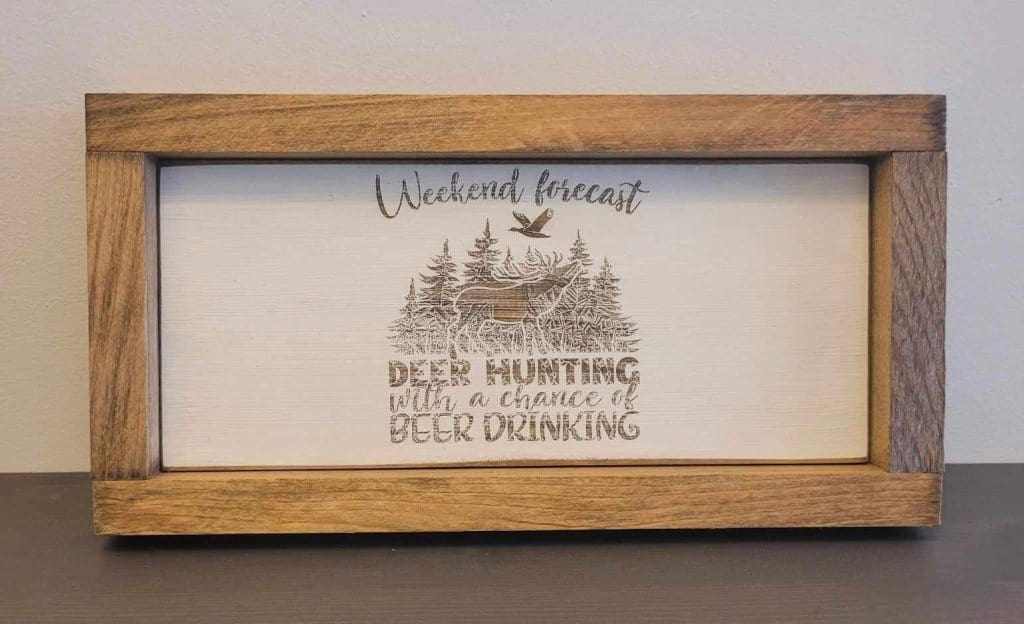 Weekend forecast
DEER HUNTING
with a chance of
BEER DRINKING